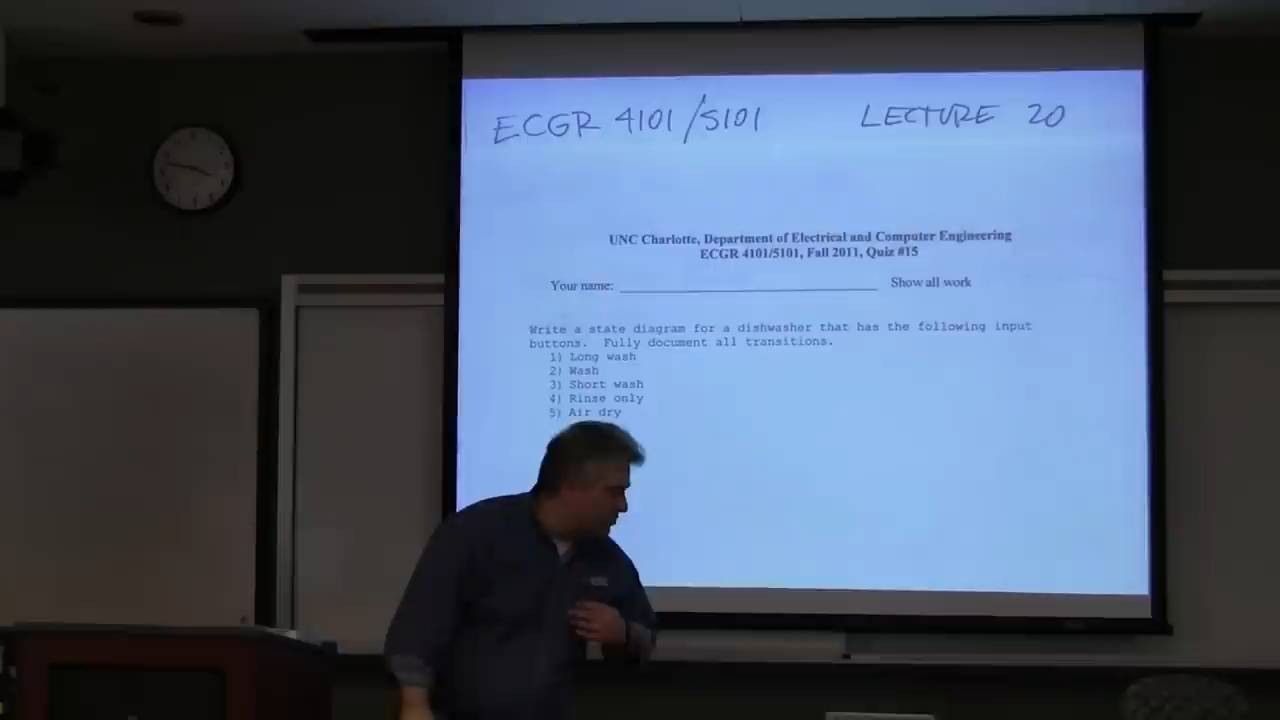 ECGR 4101/5101 LECTURE 20
UNC Charlotte, Department of Electrical and Computer Engineering
ECGR 4101/5101, Fall 2011, Quiz #15
Your name: Show all work
Write a state diagram for a dishwasher that has the following input
buttons. Fully document all transitions.
1) Long wash
2) Wash
3) Short wash
4) Rinse only
5) Air dry